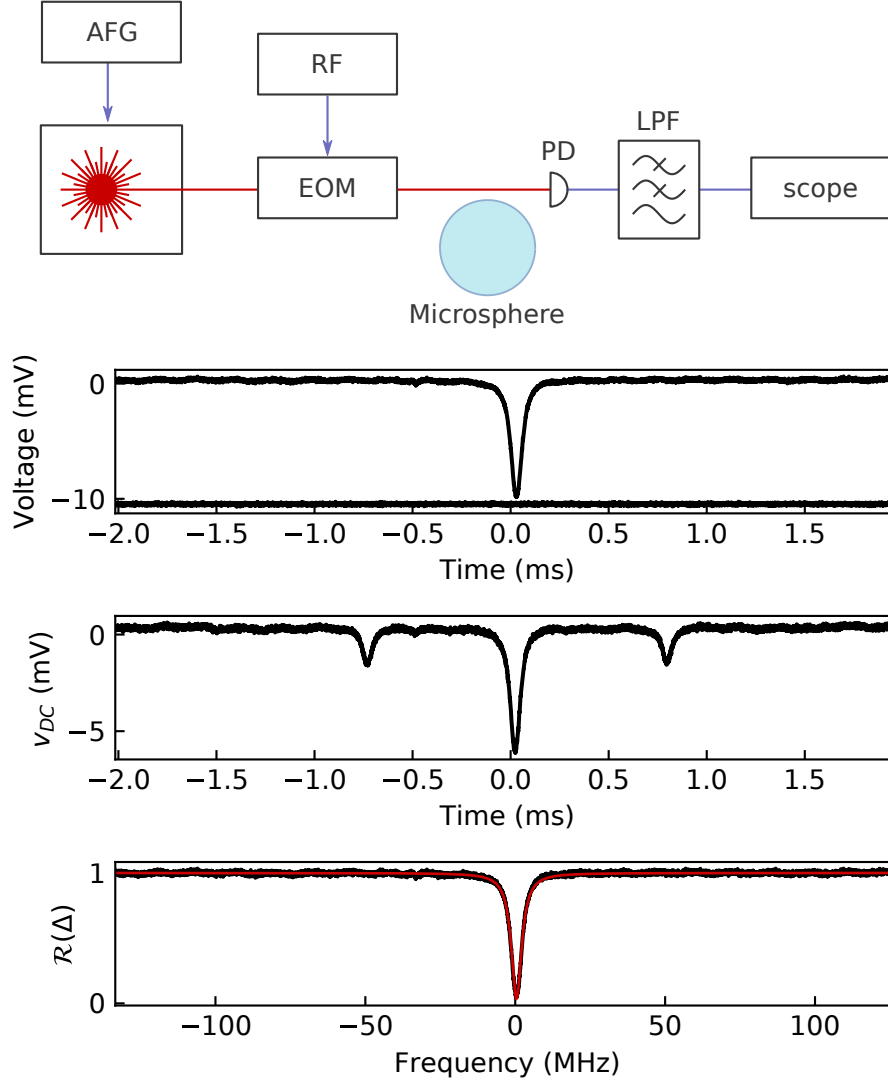 AFG
RF
LPF
PD
EOM
scope
Microsphere
Voltage (mV)
0
−10
−2.0 −1.5 −1.0 −0.5 0.0 0.5 1.0 1.5
Time (ms)
v_DC (mV)
0
−5
−2.0 −1.5 −1.0 −0.5 0.0 0.5 1.0 1.5
Time (ms)
ℛ(Δ)
1
0
−100 −50 0 50 100
Frequency (MHz)